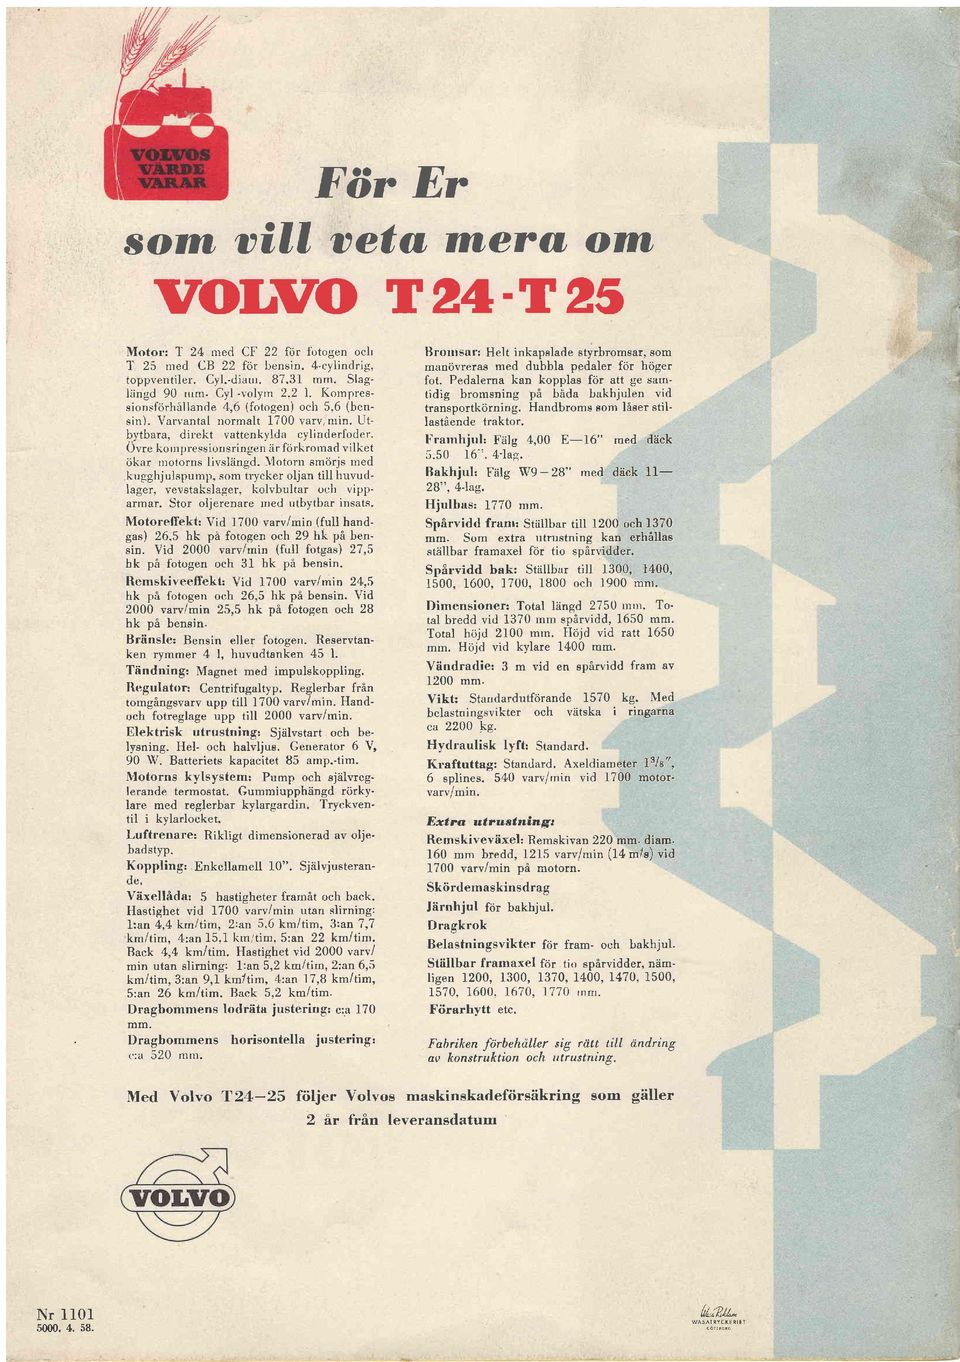 VOLVOS
VÄRDE
VARAR
För Er
som vill veta mera om
VOLVO T 24 - T 25
Motor: T 24 med CF 22 för fotogen och
T 25 med CB 22 för bensin. 4-cylindrig,
toppventiler. Cyl.-diam. 87,31 mm. Slag-
längd 90 mm. Cyl-volym 2,2 l. Kompres-
sionsförhållande 4,6 (fotogen) och 5,6 (ben-
sin). Varvantal normalt 1700 varv/min. Ut-
bytbara, direkt vattenkylda cylinderfoder.
Övre kompressionsringen är förkromad vilket
ökar motorns livslängd. Motorn smörjs med
kugghjulspump, som trycker oljan till huvud-
lager, vevstakslager, kolvbultar och vipp-
armar. Stor oljerenare med utbytbar insats.
Motoreffekt: Vid 1700 varv/min (full hand-
gas) 26,5 hk på fotogen och 29 hk på ben-
sin. Vid 2000 varv/min (full fotgas) 27,5
hk på fotogen och 31 hk på bensin.
Remskiveeffekt: Vid 1700 varv/min 24,5
hk på fotogen och 26,5 hk på bensin. Vid
2000 varv/min 25,5 hk på fotogen och 28
hk på bensin.
Bränsle: Bensin eller fotogen. Reservtan-
ken rymmer 4 l, huvudtanken 45 l.
Tändning: Magnet med impulskoppling.
Regulator: Centrifugaltyp. Reglerbar från
tomgångsvarv upp till 1700 varv/min. Hand-
och fotreglage upp till 2000 varv/min.
Elektrisk utrustning: Självstart och be-
lysning. Hel- och halvljus. Generator 6 V,
90 W. Batteriets kapacitet 85 amp.-tim.
Motorns kylsystem: Pump och självreg-
lerande termostat. Gummiupphängd rörky-
lare med reglerbar kylargardin. Tryckven-
til i kylarlocket.
Luftrenare: Rikligt dimensionerad av olje-
badstyp.
Koppling: Enkellamell 10”. Självjusteran-
de.
Växellåda: 5 hastigheter framåt och back.
Hastighet vid 1700 varv/min utan slirning:
1:an 4,4 km/tim, 2:an 5,6 km/tim, 3:an 7,7
km/tim, 4:an 15,1 km/tim, 5:an 22 km/tim.
Back 4,4 km/tim. Hastighet vid 2000 varv/
min utan slirning: 1:an 5,2 km/tim, 2:an 6,5
km/tim, 3:an 9,1 km/tim, 4:an 17,8 km/tim,
5:an 26 km/tim. Back 5,2 km/tim.
Dragbommens lodräta justering: c:a 170
mm.
Dragbommens horisontella justering:
c:a 520 mm.
Bromsar: Helt inkapslade styrbromsar, som
manövreras med dubbla pedaler för höger
fot. Pedalerna kan kopplas för att ge sam-
tidig bromsning på båda bakhjulen vid
transportkörning. Handbroms som låser stil-
lastående traktor.
Framhjul: Fälg 4,00 E—16” med däck
5.50 16”, 4-lag.
Bakhjul: Fälg W9—28” med däck 11—
28”, 4-lag.
Hjulbas: 1770 mm.
Spårvidd fram: Ställbar till 1200 och 1370
mm. Som extra utrustning kan erhållas
ställbar framaxel för tio spårvidder.
Spårvidd bak: Ställbar till 1300, 1400,
1500, 1600, 1700, 1800 och 1900 mm.
Dimensioner: Total längd 2750 mm. To-
tal bredd vid 1370 mm spårvidd, 1650 mm.
Total höjd 2100 mm. Höjd vid ratt 1650
mm. Höjd vid kylare 1400 mm.
Vändradie: 3 m vid en spårvidd fram av
1200 mm.
Vikt: Standardutförande 1570 kg. Med
belastningsvikter och vätska i ringarna
ca 2200 kg.
Hydraulisk lyft: Standard.
Kraftuttag: Standard. Axeldiameter 1³/₈”,
6 splines. 540 varv/min vid 1700 motor-
varv/min.
Extra utrustning:
Remskiveväxel: Remskivan 220 mm. diam.
160 mm bredd, 1215 varv/min (14 m/s) vid
1700 varv/min på motorn.
Skördemaskinsdrag
Järnhjul för bakhjul.
Dragkrok
Belastningsvikter för fram- och bakhjul.
Ställbar framaxel för tio spårvidder, näm-
ligen 1200, 1300, 1370, 1400, 1470, 1500,
1570, 1600, 1670, 1770 mm.
Förarhytt etc.
Fabriken förbehåller sig rätt till ändring
av konstruktion och utrustning.
Med Volvo T24—25 följer Volvos maskinskadeförsäkring som gäller
2 år från leveransdatum
VOLVO
Nr 1101
5000. 4. 58.
WASATRYCKERIET
GÖTEBORG